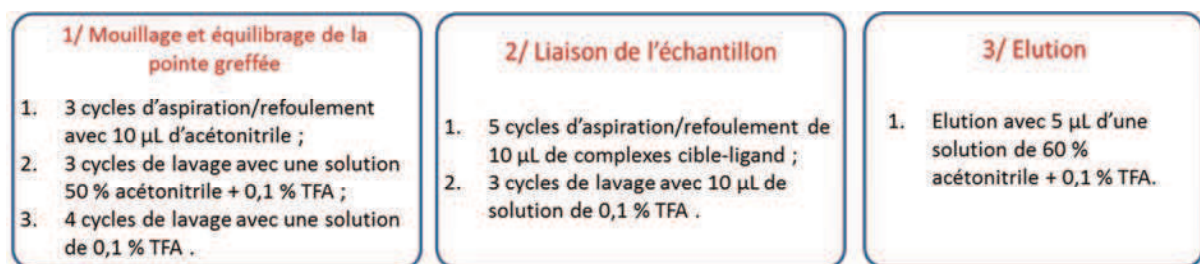 1/ Mouillage et équilibrage de la
pointe greffée
1. 3 cycles d'aspiration/refoulement
avec 10 µL d'acétonitrile ;
2. 3 cycles de lavage avec une solution
50 % acétonitrile + 0,1 % TFA ;
3. 4 cycles de lavage avec une solution
de 0,1 % TFA .
2/ Liaison de l'échantillon
1. 5 cycles d'aspiration/refoulement de
10 µL de complexes cible-ligand ;
2. 3 cycles de lavage avec 10 µL de
solution de 0,1 % TFA .
3/ Elution
1. Elution avec 5 µL d'une
solution de 60 %
acétonitrile + 0,1 % TFA.